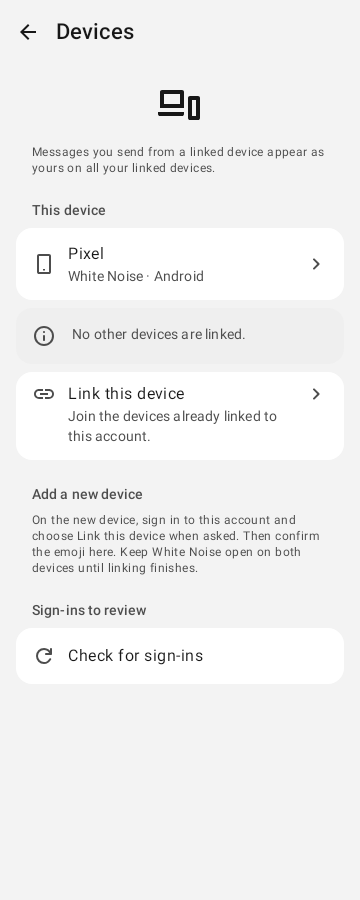 Devices
Messages you send from a linked device appear as
yours on all your linked devices.
This device
Pixel
White Noise · Android
No other devices are linked.
Link this device
Join the devices already linked to
this account.
Add a new device
On the new device, sign in to this account and
choose Link this device when asked. Then confirm
the emoji here. Keep White Noise open on both
devices until linking finishes.
Sign-ins to review
Check for sign-ins